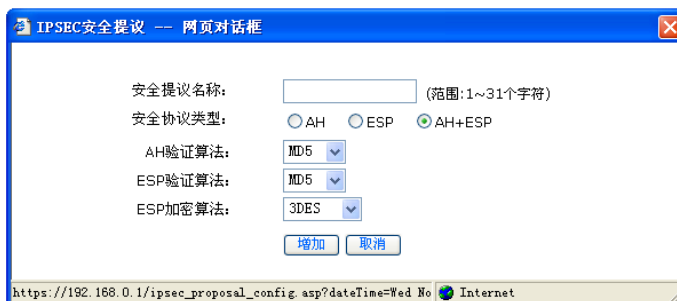 IPSEC安全提议 -- 网页对话框
安全提议名称: (范围:1~31个字符)
安全协议类型: AH ESP AH+ESP
AH验证算法: MD5
ESP验证算法: MD5
ESP加密算法: 3DES
增加 取消
https://192.168.0.1/ipsec_proposal_config.asp?dateTime=Wed No Internet